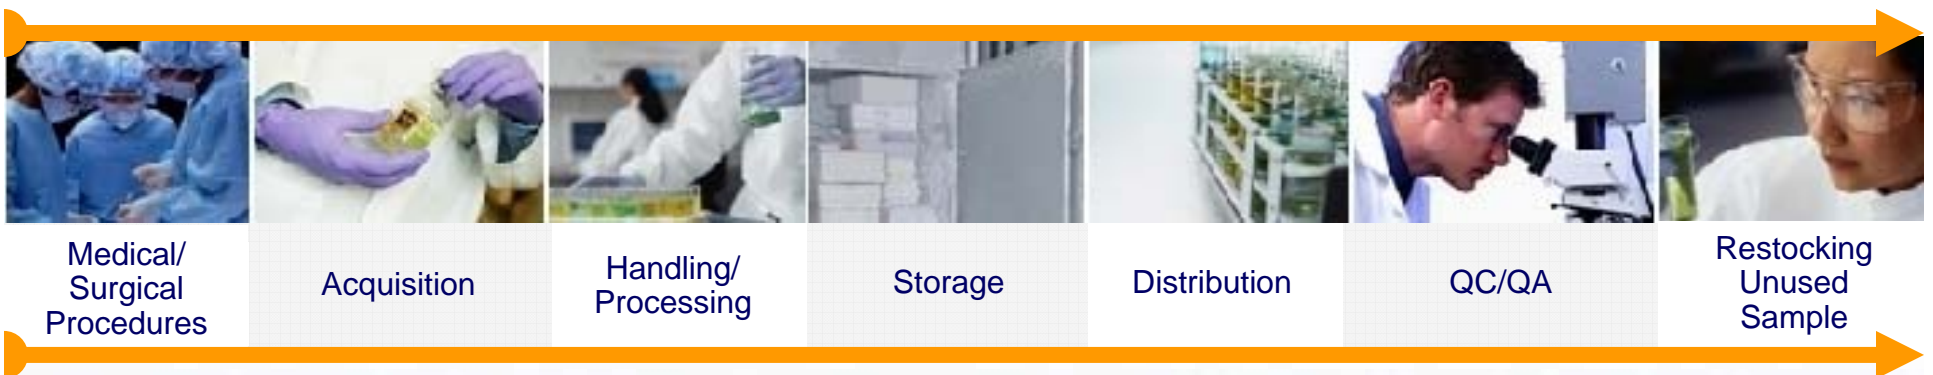 Medical/
Surgical
Procedures
Acquisition
Handling/
Processing
Storage
Distribution
QC/QA
Restocking
Unused
Sample